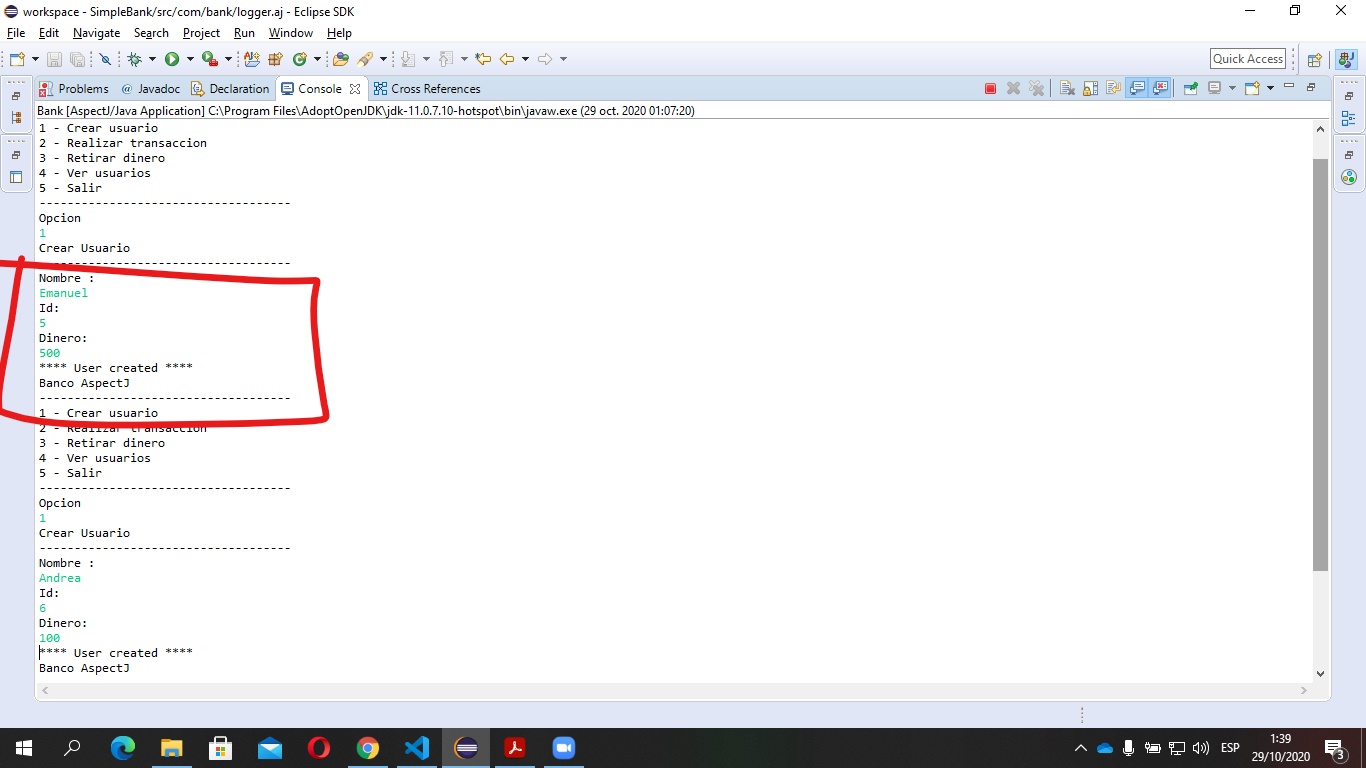 workspace - SimpleBank/src/com/bank/logger.aj - Eclipse SDK
File Edit Navigate Search Project Run Window Help
Quick Access
Problems @ Javadoc Declaration Console Cross References
Bank [AspectJ/Java Application] C:\Program Files\AdoptOpenJDK\jdk-11.0.7.10-hotspot\bin\javaw.exe (29 oct. 2020 01:07:20)
1 - Crear usuario
2 - Realizar transaccion
3 - Retirar dinero
4 - Ver usuarios
5 - Salir
------------------------------------
Opcion
1
Crear Usuario
------------------------------------
Nombre :
Emanuel
Id:
5
Dinero:
500
**** User created ****
Banco AspectJ
------------------------------------
1 - Crear usuario
2 - Realizar transaccion
3 - Retirar dinero
4 - Ver usuarios
5 - Salir
------------------------------------
Opcion
1
Crear Usuario
------------------------------------
Nombre :
Andrea
Id:
6
Dinero:
100
**** User created ****
Banco AspectJ
ESP
1:39
29/10/2020
3